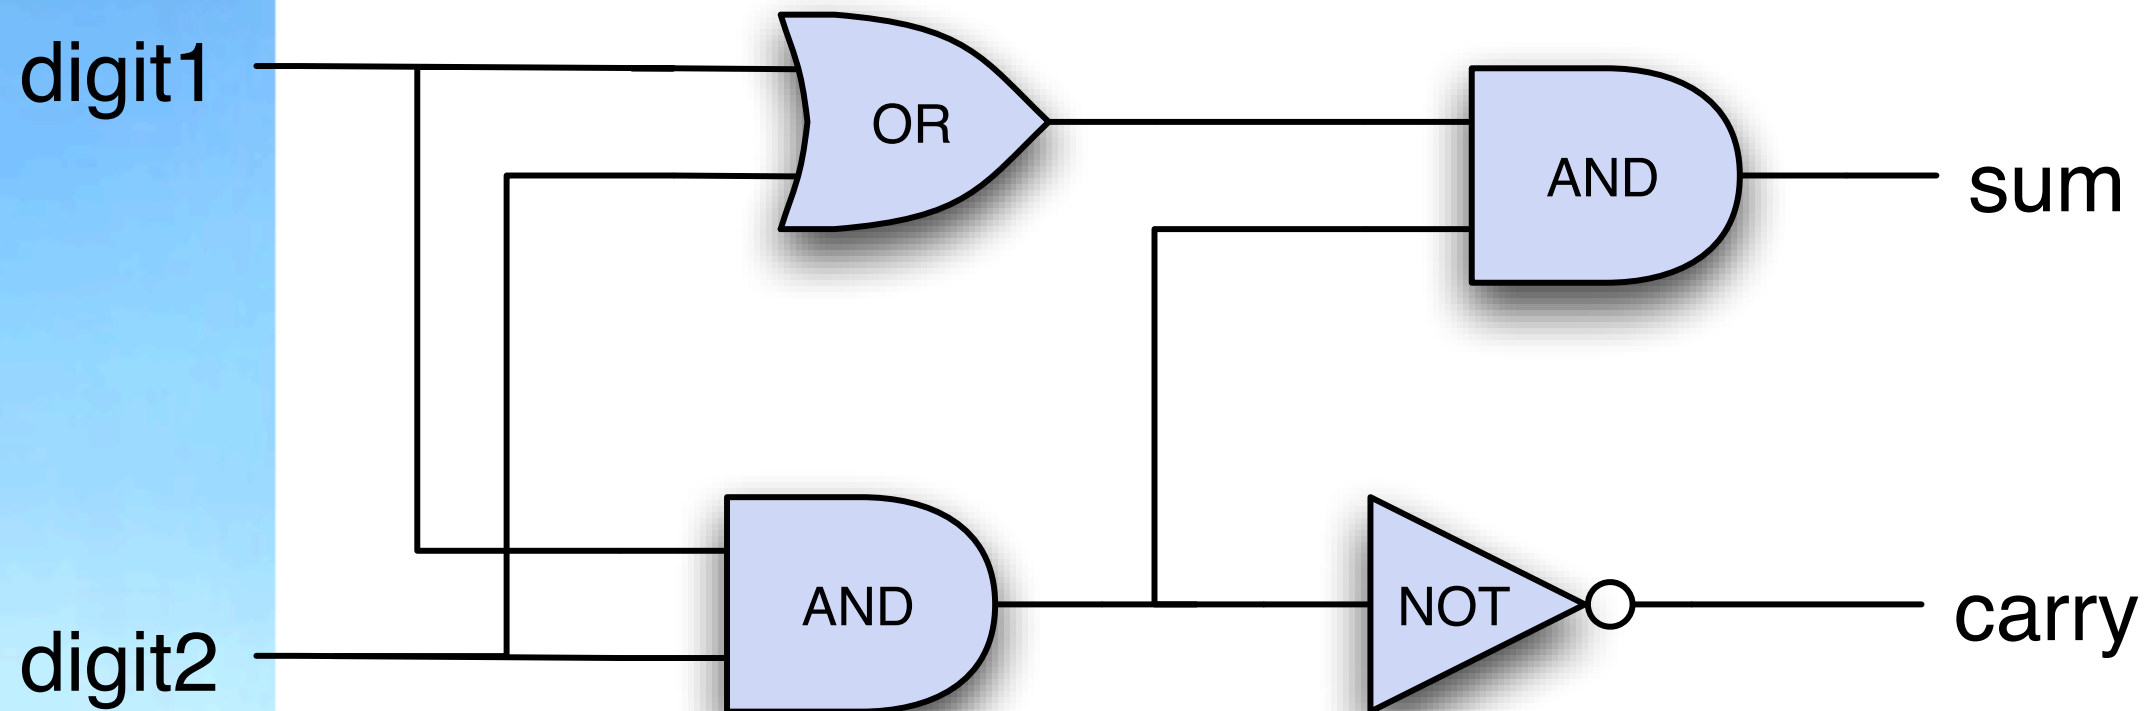 digit1
OR
AND
sum
AND
NOT
carry
digit2